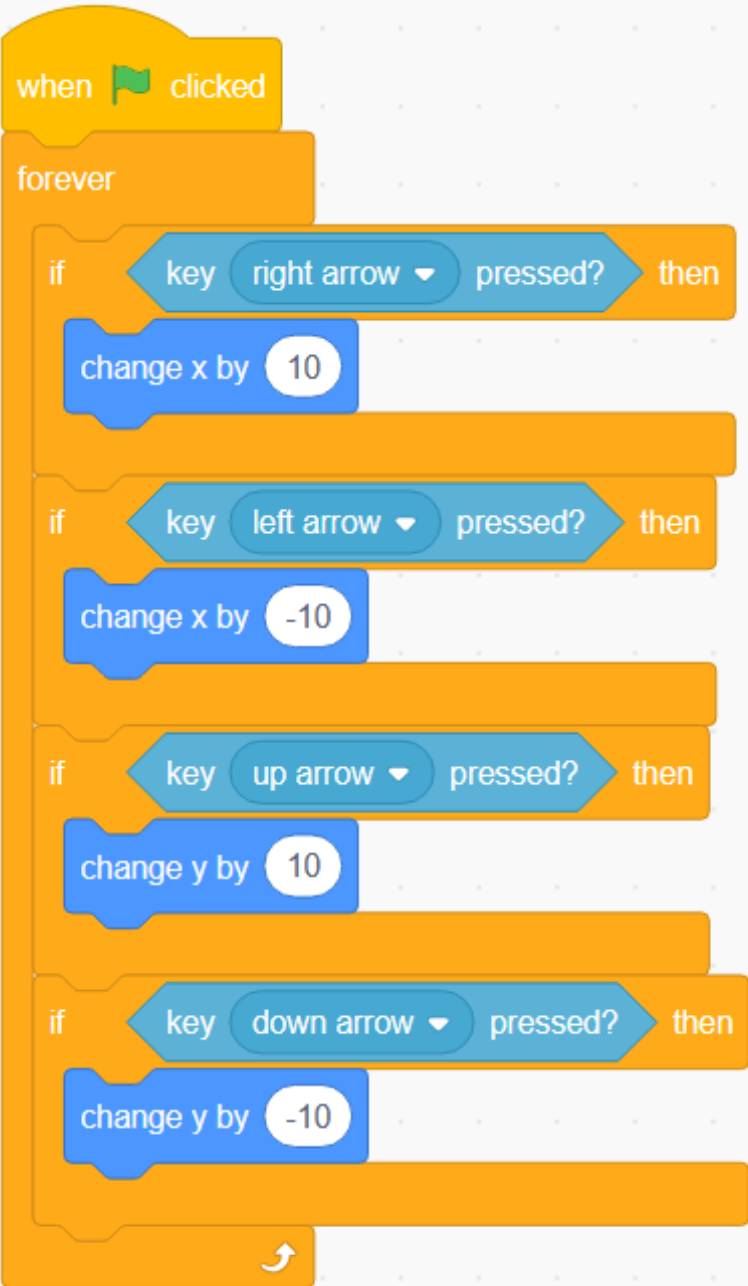 when clicked
forever
if key right arrow pressed? then
change x by 10
if key left arrow pressed? then
change x by -10
if key up arrow pressed? then
change y by 10
if key down arrow pressed? then
change y by -10